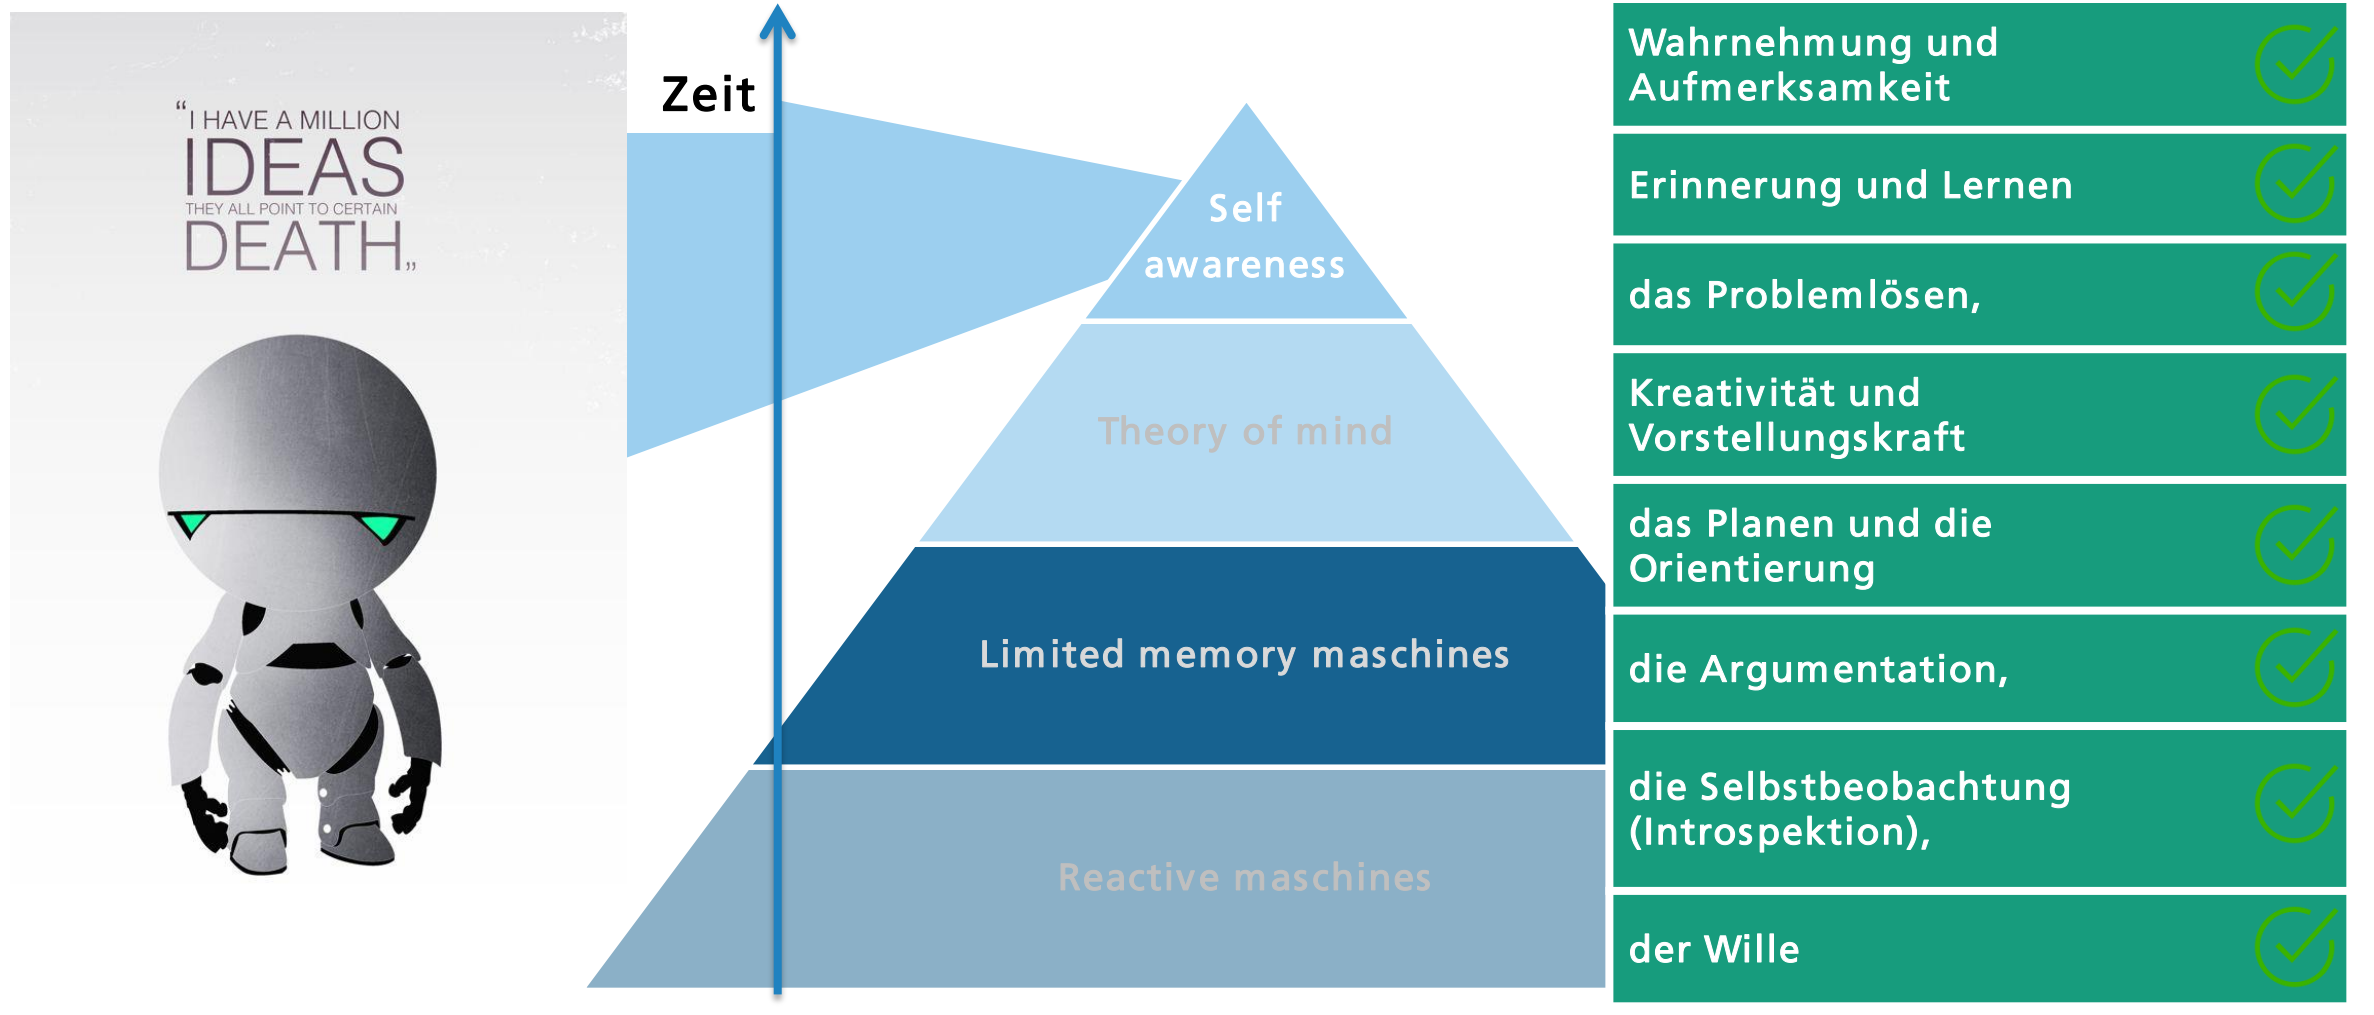 “I HAVE A MILLION
IDEAS
THEY ALL POINT TO CERTAIN
DEATH„
Zeit
Self
awareness
Theory of mind
Limited memory maschines
Reactive maschines
Wahrnehmung und
Aufmerksamkeit
Erinnerung und Lernen
das Problemlösen,
Kreativität und
Vorstellungskraft
das Planen und die
Orientierung
die Argumentation,
die Selbstbeobachtung
(Introspektion),
der Wille